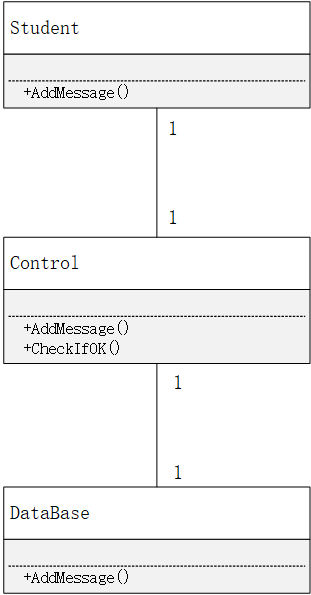 Student
+AddMessage()
1
1
Control
+AddMessage()
+CheckIfOK()
1
1
DataBase
+AddMessage()